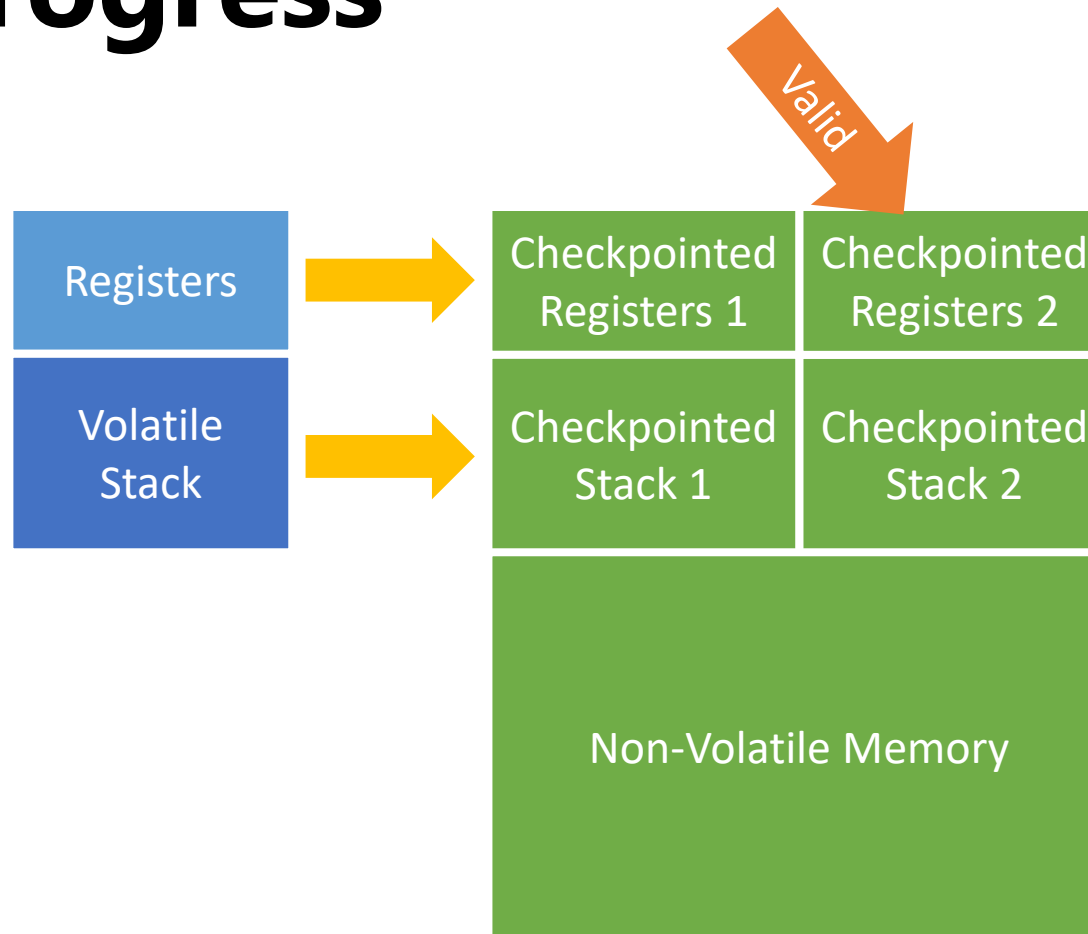 rogress
Valid
Registers
Checkpointed
Registers 1
Checkpointed
Registers 2
Volatile
Stack
Checkpointed
Stack 1
Checkpointed
Stack 2
Non-Volatile Memory